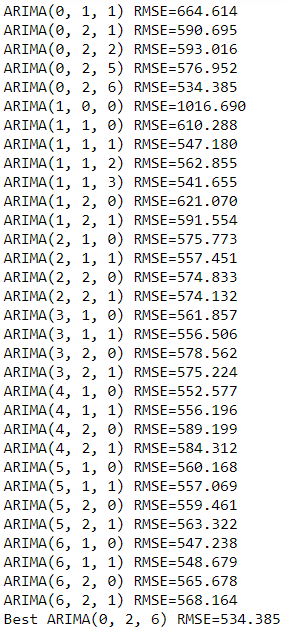 ARIMA(0, 1, 1) RMSE=664.614
ARIMA(0, 2, 1) RMSE=590.695
ARIMA(0, 2, 2) RMSE=593.016
ARIMA(0, 2, 5) RMSE=576.952
ARIMA(0, 2, 6) RMSE=534.385
ARIMA(1, 0, 0) RMSE=1016.690
ARIMA(1, 1, 0) RMSE=610.288
ARIMA(1, 1, 1) RMSE=547.180
ARIMA(1, 1, 2) RMSE=562.855
ARIMA(1, 1, 3) RMSE=541.655
ARIMA(1, 2, 0) RMSE=621.070
ARIMA(1, 2, 1) RMSE=591.554
ARIMA(2, 1, 0) RMSE=575.773
ARIMA(2, 1, 1) RMSE=557.451
ARIMA(2, 2, 0) RMSE=574.833
ARIMA(2, 2, 1) RMSE=574.132
ARIMA(3, 1, 0) RMSE=561.857
ARIMA(3, 1, 1) RMSE=556.506
ARIMA(3, 2, 0) RMSE=578.562
ARIMA(3, 2, 1) RMSE=575.224
ARIMA(4, 1, 0) RMSE=552.577
ARIMA(4, 1, 1) RMSE=556.196
ARIMA(4, 2, 0) RMSE=589.199
ARIMA(4, 2, 1) RMSE=584.312
ARIMA(5, 1, 0) RMSE=560.168
ARIMA(5, 1, 1) RMSE=557.069
ARIMA(5, 2, 0) RMSE=559.461
ARIMA(5, 2, 1) RMSE=563.322
ARIMA(6, 1, 0) RMSE=547.238
ARIMA(6, 1, 1) RMSE=548.679
ARIMA(6, 2, 0) RMSE=565.678
ARIMA(6, 2, 1) RMSE=568.164
Best ARIMA(0, 2, 6) RMSE=534.385